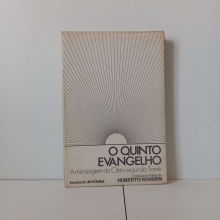 O QUINTO
EVANGELHO
A mensagem do Cristo segundo Tomé
HUBERTO ROHDEN